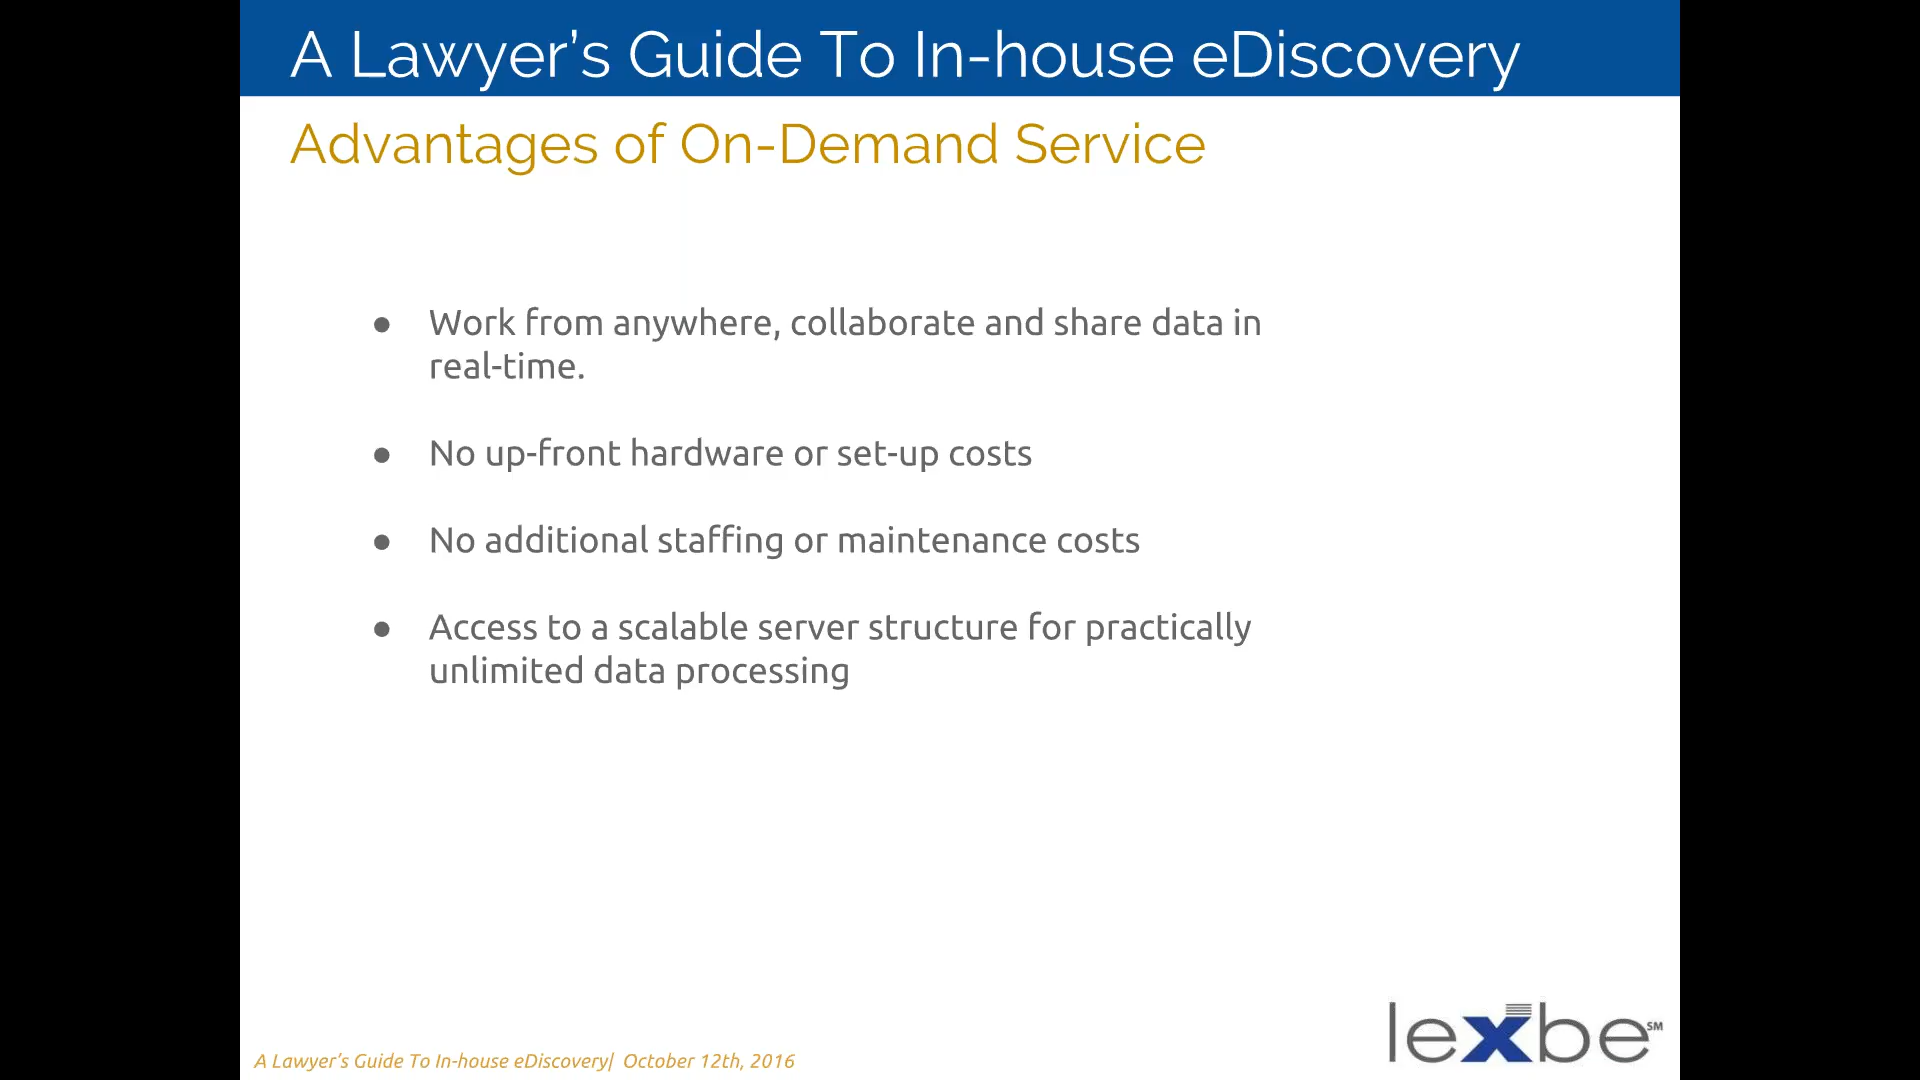 A Lawyer’s Guide To In-house eDiscovery
Advantages of On-Demand Service
● Work from anywhere, collaborate and share data in
real-time.
● No up-front hardware or set-up costs
● No additional staffing or maintenance costs
● Access to a scalable server structure for practically
unlimited data processing
lexbe℠
A Lawyer’s Guide To In-house eDiscovery| October 12th, 2016